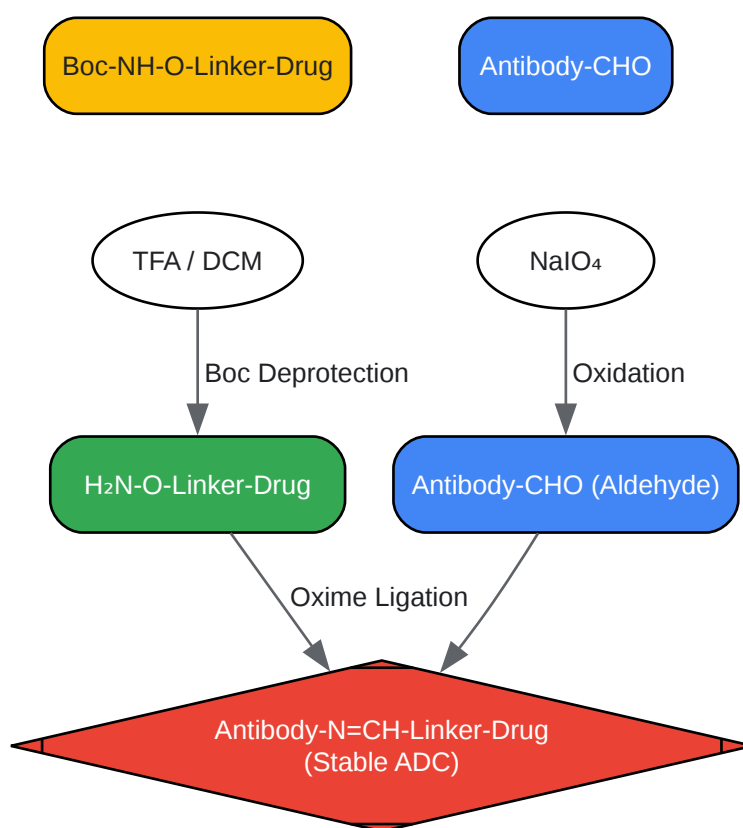 Boc-NH-O-Linker-Drug
Antibody-CHO
TFA / DCM
NaIO₄
Boc Deprotection
Oxidation
H₂N-O-Linker-Drug
Antibody-CHO (Aldehyde)
Oxime Ligation
Antibody-N=CH-Linker-Drug
(Stable ADC)